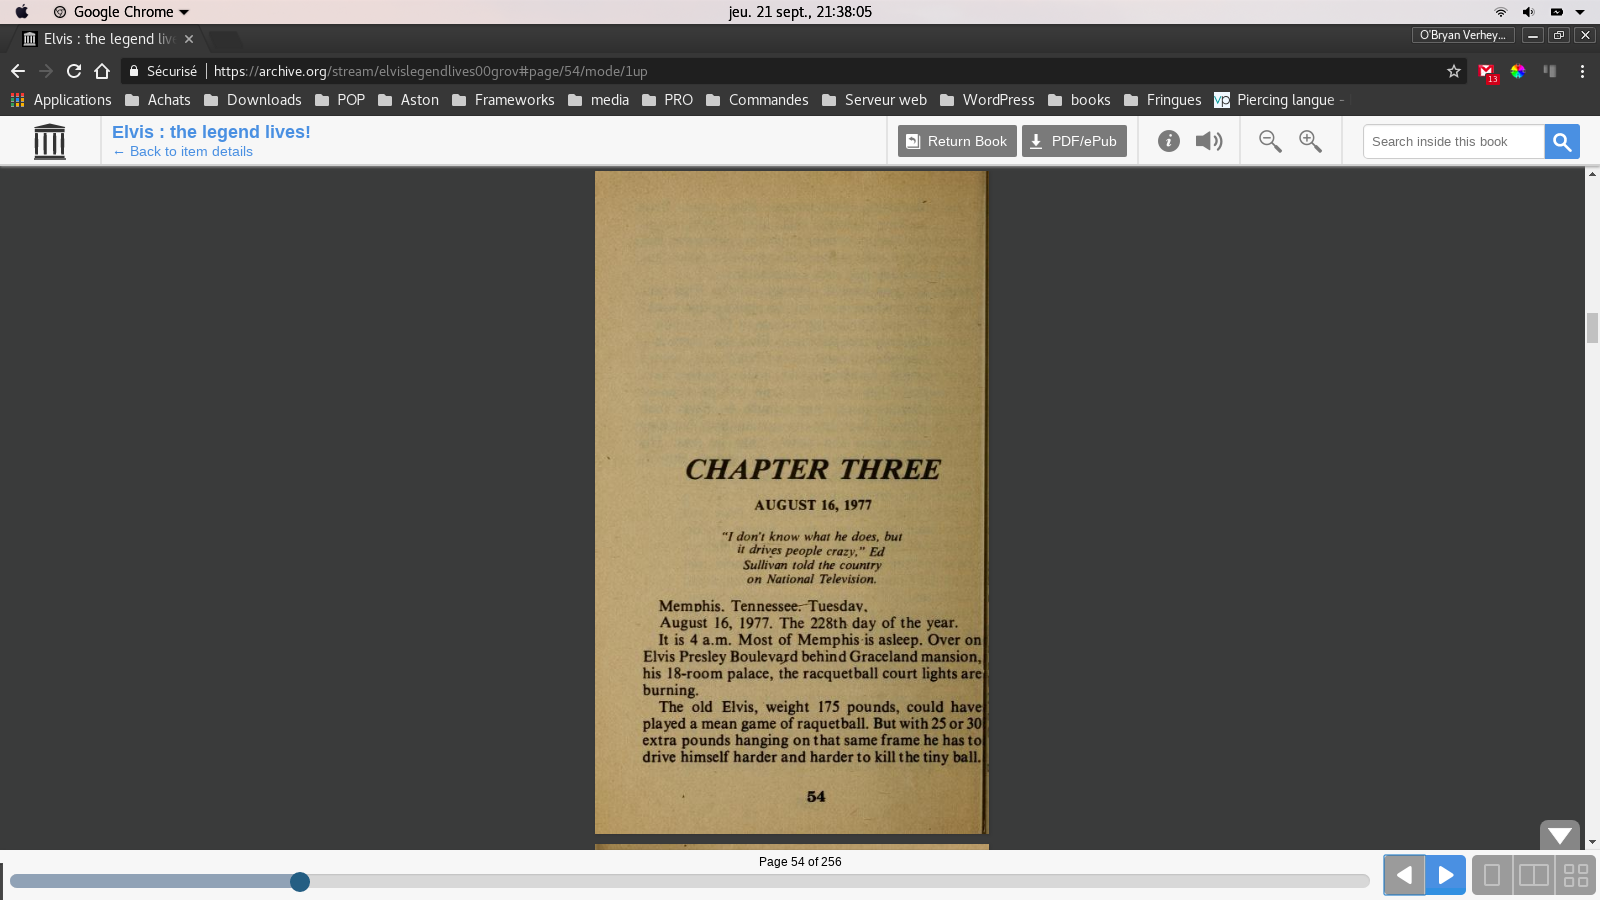 Google Chrome
jeu. 21 sept., 21:38:05
Elvis : the legend live
O'Bryan Verhey...
Sécurisé
https://archive.org/stream/elvislegendlives00grov#page/54/mode/1up
13
Applications
Achats
Downloads
POP
Aston
Frameworks
media
PRO
Commandes
Serveur web
WordPress
books
Fringues
vp
Piercing langue -
Elvis : the legend lives!
← Back to item details
Return Book
PDF/ePub
Search inside this book
CHAPTER THREE
AUGUST 16, 1977
"I don't know what he does, but
it drives people crazy," Ed
Sullivan told the country
on National Television.
Memphis. Tennessee. Tuesday.
August 16, 1977. The 228th day of the year.
It is 4 a.m. Most of Memphis is asleep. Over on
Elvis Presley Boulevard behind Graceland mansion,
his 18-room palace, the racquetball court lights are
burning.
The old Elvis, weight 175 pounds, could have
played a mean game of raquetball. But with 25 or 30
extra pounds hanging on that same frame he has to
drive himself harder and harder to kill the tiny ball.
54
Page 54 of 256